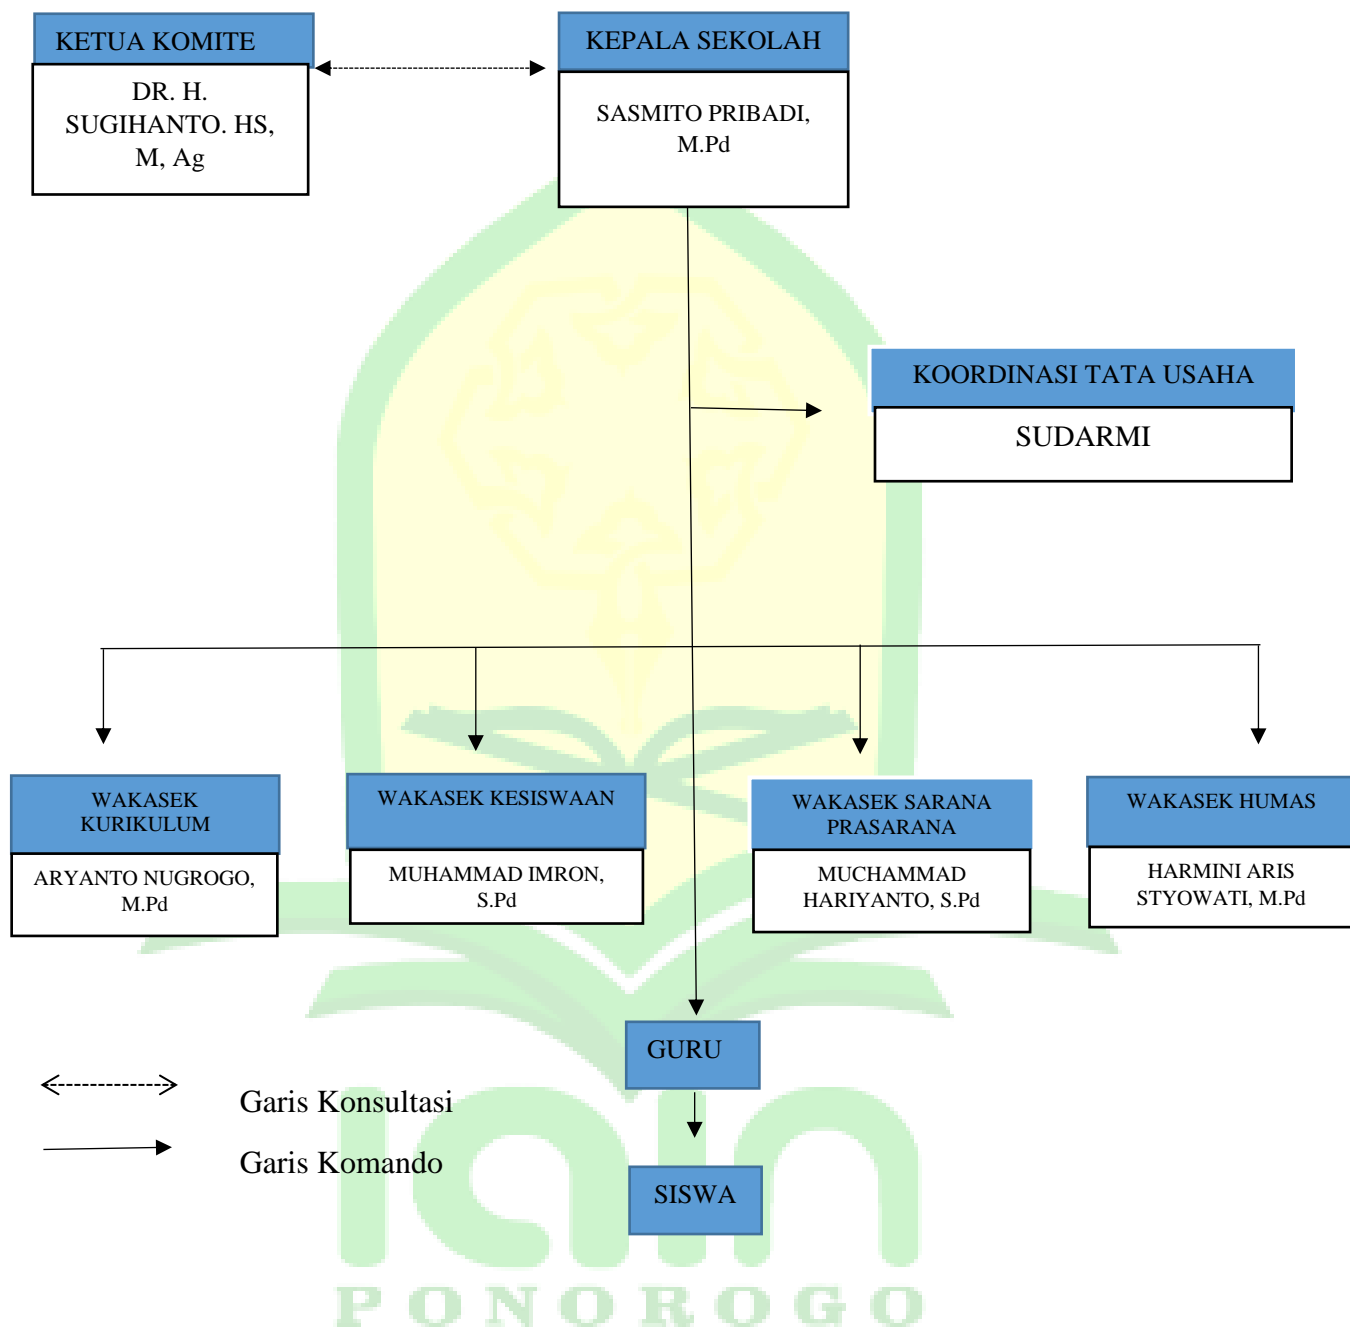 KETUA KOMITE
DR. H.
SUGIHANTO. HS,
M, Ag
KEPALA SEKOLAH
SASMITO PRIBADI,
M.Pd
KOORDINASI TATA USAHA
SUDARMI
WAKASEK
KURIKULUM
ARYANTO NUGROGO,
M.Pd
WAKASEK KESISWAAN
MUHAMMAD IMRON,
S.Pd
WAKASEK SARANA
PRASARANA
MUCHAMMAD
HARIYANTO, S.Pd
WAKASEK HUMAS
HARMINI ARIS
STYOWATI, M.Pd
GURU
SISWA
Garis Konsultasi
Garis Komando
iain
PONOROGO